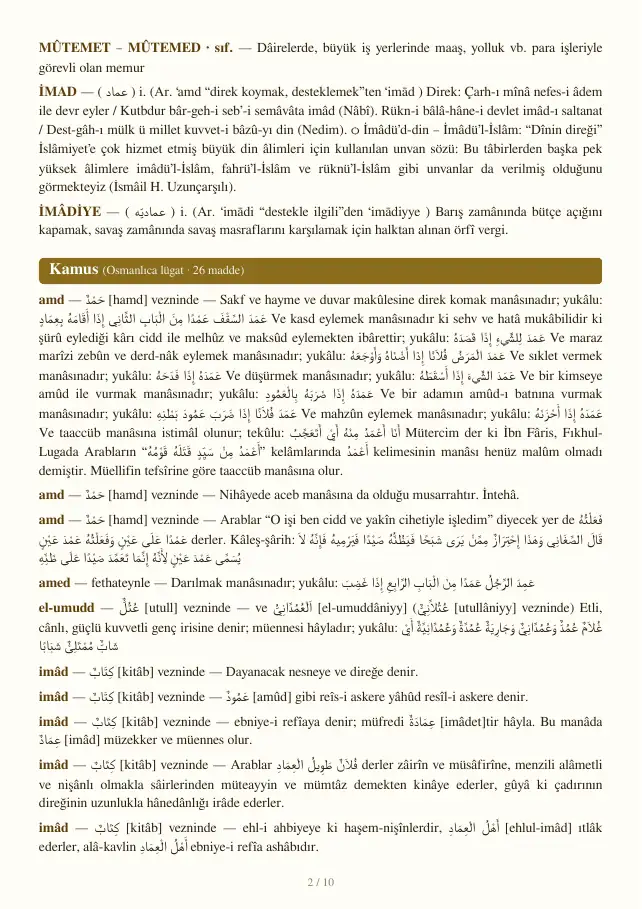 MÛTEMET – MÛTEMED · sıf. — Dâirelerde, büyük iş yerlerinde maaş, yolluk vb. para işleriyle
görevli olan memur
İMAD — ( عماد ) i. (Ar. ‘amd “direk koymak, desteklemek”ten ‘imād ) Direk: Çarh-ı mînâ nefes-i âdem
ile devr eyler / Kutbdur bâr-geh-i seb’-i semâvâta imâd (Nâbî). Rükn-i bâlâ-hâne-i devlet imâd-ı saltanat
/ Dest-gâh-ı mülk ü millet kuvvet-i bâzû-yı din (Nedim). ѻ İmâdü’d-din – İmâdü’l-İslâm: “Dînin direği”
İslâmiyet’e çok hizmet etmiş büyük din âlimleri için kullanılan unvan sözü: Bu tâbirlerden başka pek
yüksek âlimlere imâdü’l-İslâm, fahrü’l-İslâm ve rüknü’l-İslâm gibi unvanlar da verilmiş olduğunu
görmekteyiz (İsmâil H. Uzunçarşılı).
İMÂDİYE — ( عماديّه ) i. (Ar. ‘imādі “destekle ilgili”den ‘imādiyye ) Barış zamânında bütçe açığını
kapamak, savaş zamânında savaş masraflarını karşılamak için halktan alınan örfî vergi.
Kamus (Osmanlıca lügat · 26 madde)
amd — حَمْدٌ [hamd] vezninde — Sakf ve hayme ve duvar makûlesine direk komak manâsınadır; yukâlu:
عَمَدَ السَّقَفَ عَمْدًا مِنَ الْبَابِ الثَّانِي إِذَا أَقَامَهُ بِعِمَادٍ Ve kasd eylemek manâsınadır ki sehv ve hatâ mukâbilidir ki
şürû eylediği kârı cidd ile melhûz ve maksûd eylemekten ibârettir; yukâlu: عَمَدَ لِلشَّيْءِ إِذَا قَصَدَهُ Ve maraz
marîzi zebûn ve derd-nâk eylemek manâsınadır; yukâlu: عَمَدَ الْمَرَضُ فُلاَنًا إِذَا أَضْنَاهُ وَأَوْجَعَهُ Ve sıklet vermek
manâsınadır; yukâlu: عَمَدَهُ إِذَا فَدَحَهُ Ve düşürmek manâsınadır; yukâlu: عَمَدَ الشَّيْءَ إِذَا أَسْقَطَهُ Ve bir kimseye
amûd ile vurmak manâsınadır; yukâlu: عَمَدَهُ إِذَا ضَرَبَهُ بِالْعَمُودِ Ve bir adamın amûd-ı batnına vurmak
manâsınadır; yukâlu: عَمَدَ فُلاَنًا إِذَا ضَرَبَ عَمُودَ بَطْنِهِ Ve mahzûn eylemek manâsınadır; yukâlu: عَمَدَهُ إِذَا أَحْزَنَهُ
Ve taaccüb manâsına istimâl olunur; tekûlu: أَنَا أَعْمَدُ مِنْهُ أَيْ أَتَعَجَّبُ Mütercim der ki İbn Fâris, Fıkhul-
Lugada Arabların “أَعْمَدُ مِنْ سَيِّدٍ قَتَلَهُ قَوْمُهُ” kelâmlarında أَعْمَدُ kelimesinin manâsı henüz malûm olmadı
demiştir. Müellifin tefsîrine göre taaccüb manâsına olur.
amd — حَمْدٌ [hamd] vezninde — Nihâyede aceb manâsına da olduğu musarrahtır. İntehâ.
amd — حَمْدٌ [hamd] vezninde — Arablar “O işi ben cidd ve yakîn cihetiyle işledim” diyecek yer de فَعَلْتُهُ
عَمْدًا عَلَى عَيْنٍ وَفَعَلْتُهُ عَمْدَ عَيْنٍ derler. Kâleş-şârih: قَالَ الصَّغَانِي وَهَذَا إِحْتِرَازٌ مِمَّنْ يَرَى شَبَحًا فَيَظُنُّهُ صَيْدًا فَيَرْمِيهِ فَإِنَّهُ لاَ
يُسَمَّى عَمْدَ عَيْنٍ لِأَنَّهُ إِنَّمَا تَعَمَّدَ صَيْدًا عَلَى ظَنِّهِ
amed — fethateynle — Darılmak manâsınadır; yukâlu: عَمِدَ الرَّجُلُ عَمَدًا مِنَ الْبَابِ الرَّابِعِ إِذَا غَضِبَ
el-umudd — عُتُلٌّ [utull] vezninde — ve اَلْعُمُدَّانِيُّ [el-umuddâniyy] (عُتُلاَّنِيٌّ [utullâniyy] vezninde) Etli,
cânlı, güçlü kuvvetli genç irisine denir; müennesi hâyladır; yukâlu: غُلاَمٌ عُمُدٌّ وَعُمُدَّانِيٌّ وَجَارِيَةٌ عُمُدَّةٌ وَعُمُدَّانِيَّةٌ أَيْ
شَابٌّ مُمْتَلِئٌ شَبَابًا
imâd — كِتَابٌ [kitâb] vezninde — Dayanacak nesneye ve direğe denir.
imâd — كِتَابٌ [kitâb] vezninde — عَمُودٌ [amûd] gibi reîs-i askere yâhûd resîl-i askere denir.
imâd — كِتَابٌ [kitâb] vezninde — ebniye-i refîaya denir; müfredi عِمَادَةٌ [imâdet]tir hâyla. Bu manâda
عِمَادٌ [imâd] müzekker ve müennes olur.
imâd — كِتَابٌ [kitâb] vezninde — Arablar فُلاَنٌ طَوِيلُ الْعِمَادِ derler zâirîn ve müsâfirîne, menzili alâmetli
ve nişânlı olmakla sâirlerinden müteayyin ve mümtâz demekten kinâye ederler, gûyâ ki çadırının
direğinin uzunlukla hânedânlığı irâde ederler.
imâd — كِتَابٌ [kitâb] vezninde — ehl-i ahbiyeye ki haşem-nişînlerdir, أَهْلُ الْعِمَادِ [ehlul-imâd] ıtlâk
ederler, alâ-kavlin أَهْلُ الْعِمَادِ ebniye-i refîa ashâbıdır.
2 / 10